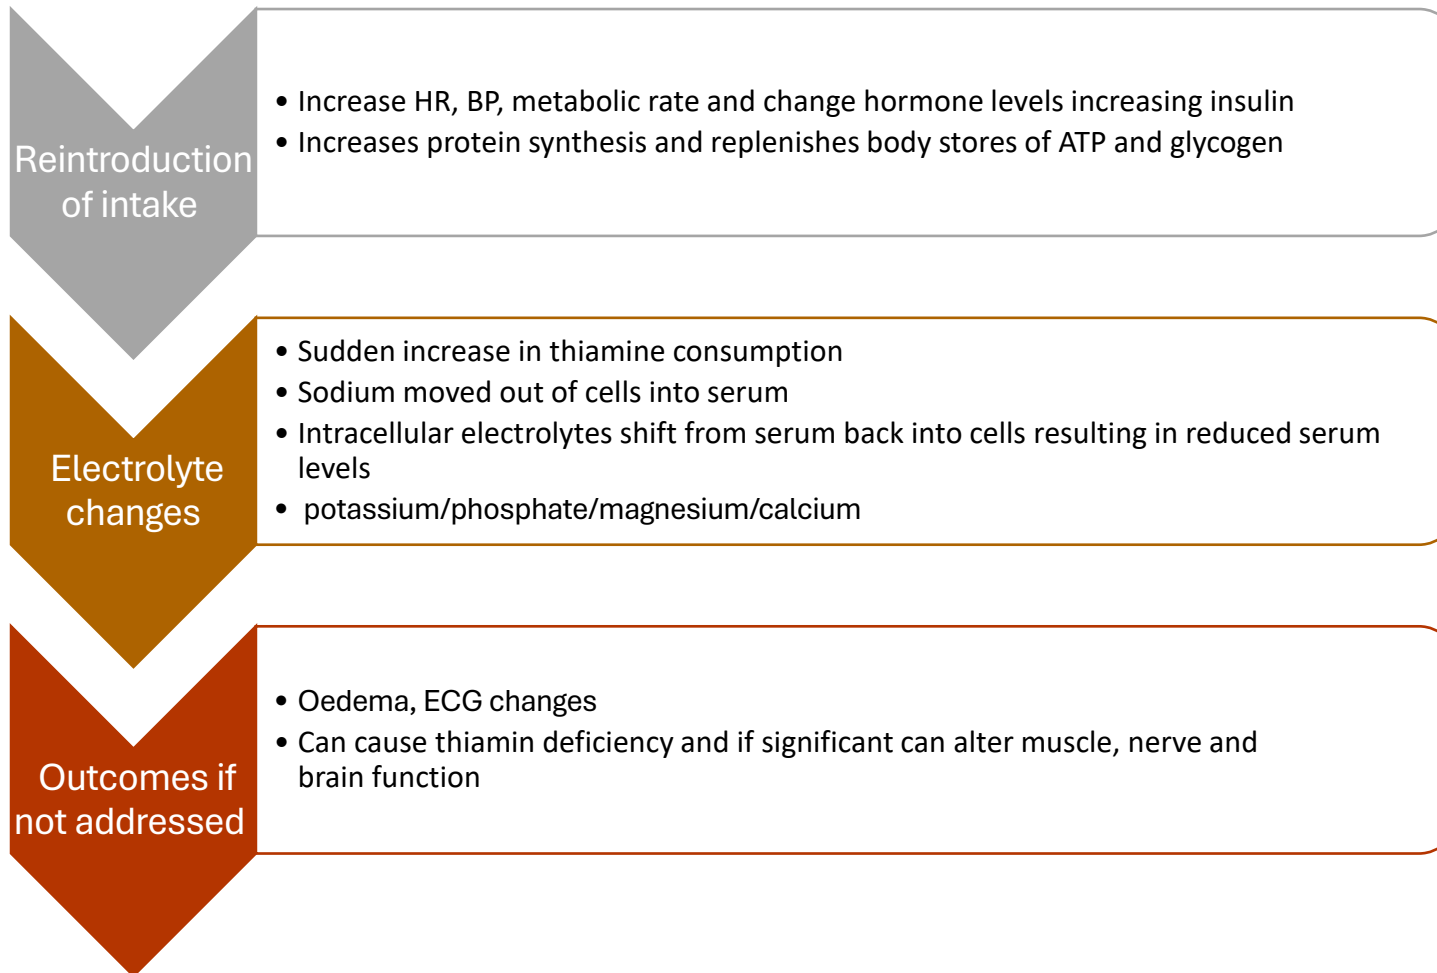 Reintroduction
of intake
• Increase HR, BP, metabolic rate and change hormone levels increasing insulin
• Increases protein synthesis and replenishes body stores of ATP and glycogen
Electrolyte
changes
• Sudden increase in thiamine consumption
• Sodium moved out of cells into serum
• Intracellular electrolytes shift from serum back into cells resulting in reduced serum
levels
• potassium/phosphate/magnesium/calcium
Outcomes if
not addressed
• Oedema, ECG changes
• Can cause thiamin deficiency and if significant can alter muscle, nerve and
brain function